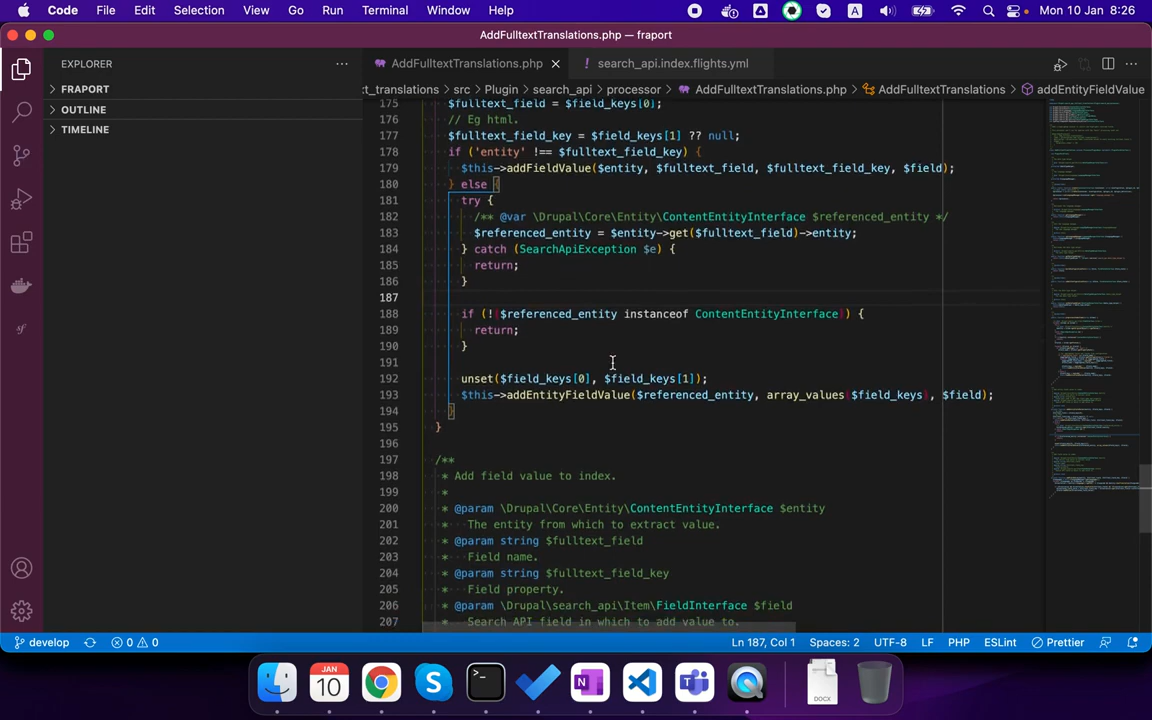 Code File Edit Selection View Go Run Terminal Window Help A Mon 10 Jan 8:26
AddFulltextTranslations.php — fraport
EXPLORER
FRAPORT
OUTLINE
TIMELINE
AddFulltextTranslations.php
! search_api.index.flights.yml
:t_translations > src > Plugin > search_api > processor > AddFulltextTranslations.php > AddFulltextTranslations > addEntityFieldValue
175 $fulltext_field = $field_keys[0];
176 // Eg html.
177 $fulltext_field_key = $field_keys[1] ?? null;
178 if ('entity' !== $fulltext_field_key) {
179 $this->addFieldValue($entity, $fulltext_field, $fulltext_field_key, $field);
180 } else {
181 try {
182 /** @var \Drupal\Core\Entity\ContentEntityInterface $referenced_entity */
183 $referenced_entity = $entity->get($fulltext_field)->entity;
184 } catch (SearchApiException $e) {
185 return;
186 }
187
188 if (!($referenced_entity instanceof ContentEntityInterface)) {
189 return;
190 }
191
192 unset($field_keys[0], $field_keys[1]);
193 $this->addEntityFieldValue($referenced_entity, array_values($field_keys), $field);
194 }
195 }
196
197 /**
198 * Add field value to index.
199 *
200 * @param \Drupal\Core\Entity\ContentEntityInterface $entity
201 * The entity from which to extract value.
202 * @param string $fulltext_field
203 * Field name.
204 * @param string $fulltext_field_key
205 * Field property.
206 * @param \Drupal\search_api\Item\FieldInterface $field
207 * Search API field in which to add value to.
develop 0 0 Ln 187, Col 1 Spaces: 2 UTF-8 LF PHP ESLint Prettier
JAN
10
DOCX